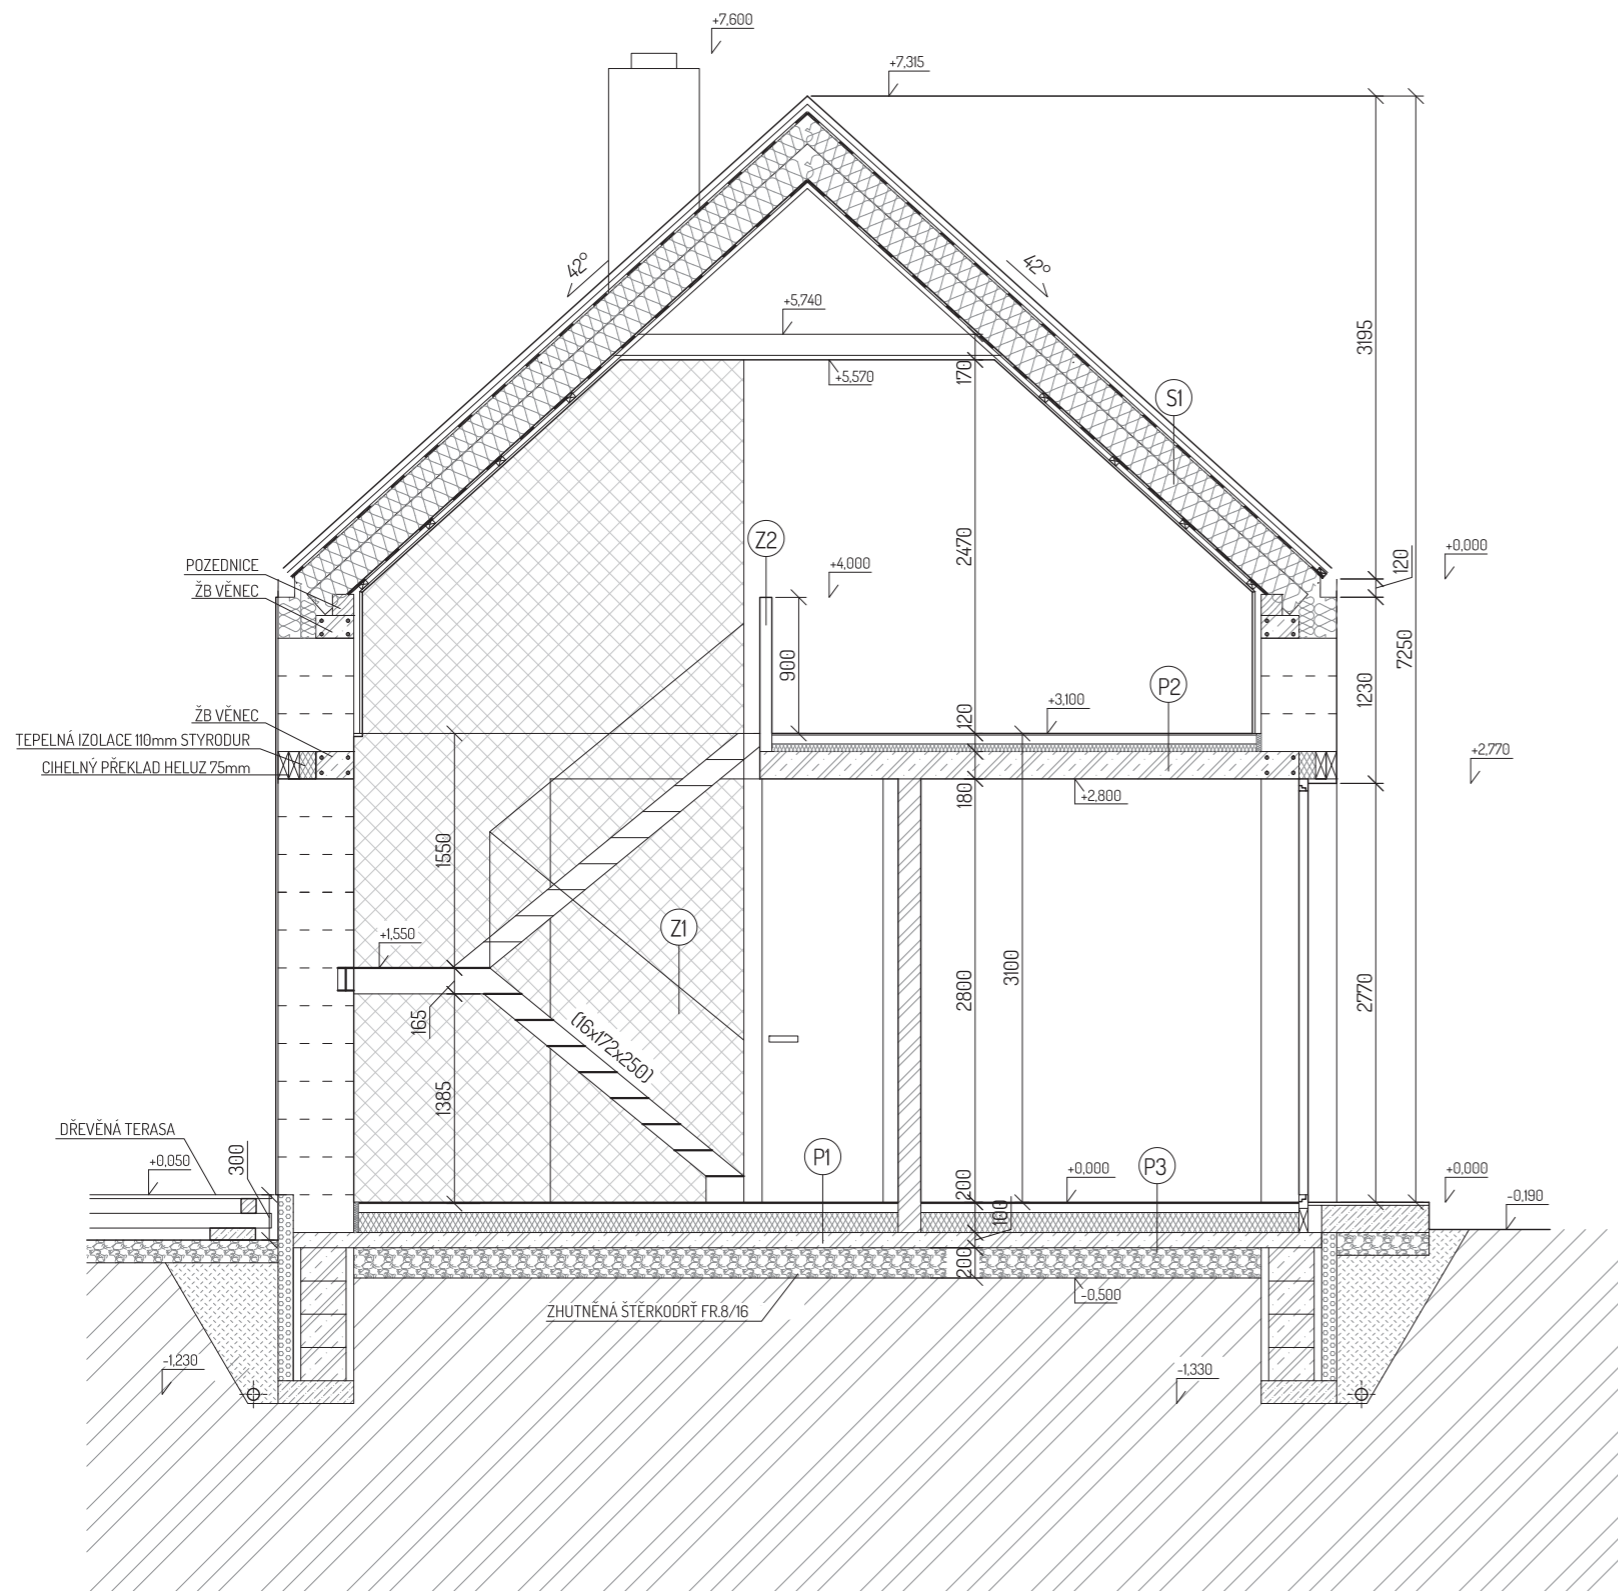 +7,600
+7,315
42°
42°
+5,740
+5,570
170
3195
S1
Z2
2470
+4,000
120
+0,000
POZEDNICE
ŽB VĚNEC
900
7250
P2
1230
+3,100
120
ŽB VĚNEC
TEPELNÁ IZOLACE 110mm STYRODUR
CIHELNÝ PŘEKLAD HELUZ 75mm
+2,770
180
+2,800
1550
Z1
+1,550
165
2800
3100
2770
(16x172x250)
1385
DŘEVĚNÁ TERASA
+0,050
300
P1
P3
200
+0,000
100
+0,000
-0,190
200
-0,500
ZHUTNĚNÁ ŠTĚRKODRŤ FR.8/16
-1,230
-1,330